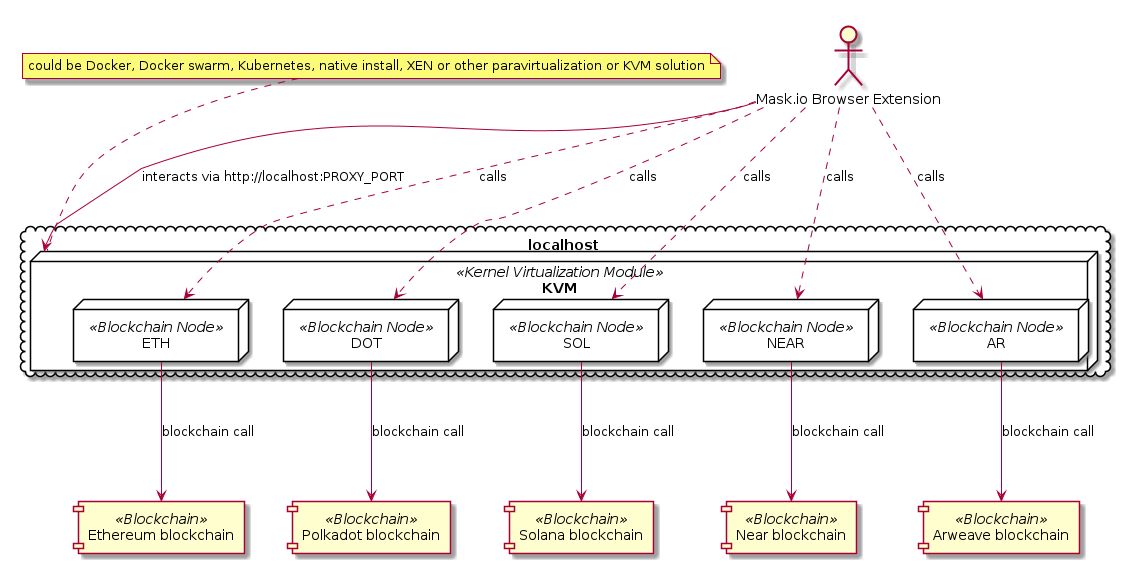 could be Docker, Docker swarm, Kubernetes, native install, XEN or other paravirtualization or KVM solution
Mask.io Browser Extension
interacts via http://localhost:PROXY_PORT
calls
calls
calls
calls
calls
localhost
«Kernel Virtualization Module»
KVM
«Blockchain Node»
ETH
«Blockchain Node»
DOT
«Blockchain Node»
SOL
«Blockchain Node»
NEAR
«Blockchain Node»
AR
blockchain call
blockchain call
blockchain call
blockchain call
blockchain call
«Blockchain»
Ethereum blockchain
«Blockchain»
Polkadot blockchain
«Blockchain»
Solana blockchain
«Blockchain»
Near blockchain
«Blockchain»
Arweave blockchain